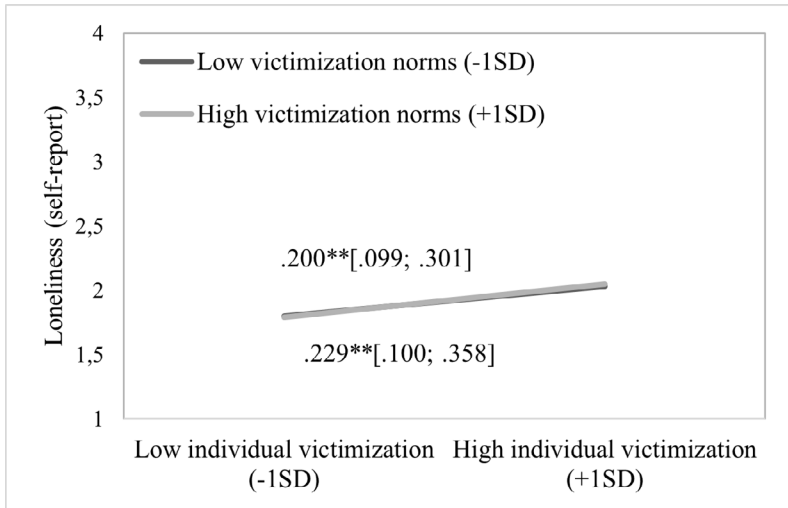 4
3,5
3
2,5
2
1,5
1
Loneliness (self-report)
Low victimization norms (-1SD)
High victimization norms (+1SD)
.200**[.099; .301]
.229**[.100; .358]
Low individual victimization
(-1SD)
High individual victimization
(+1SD)